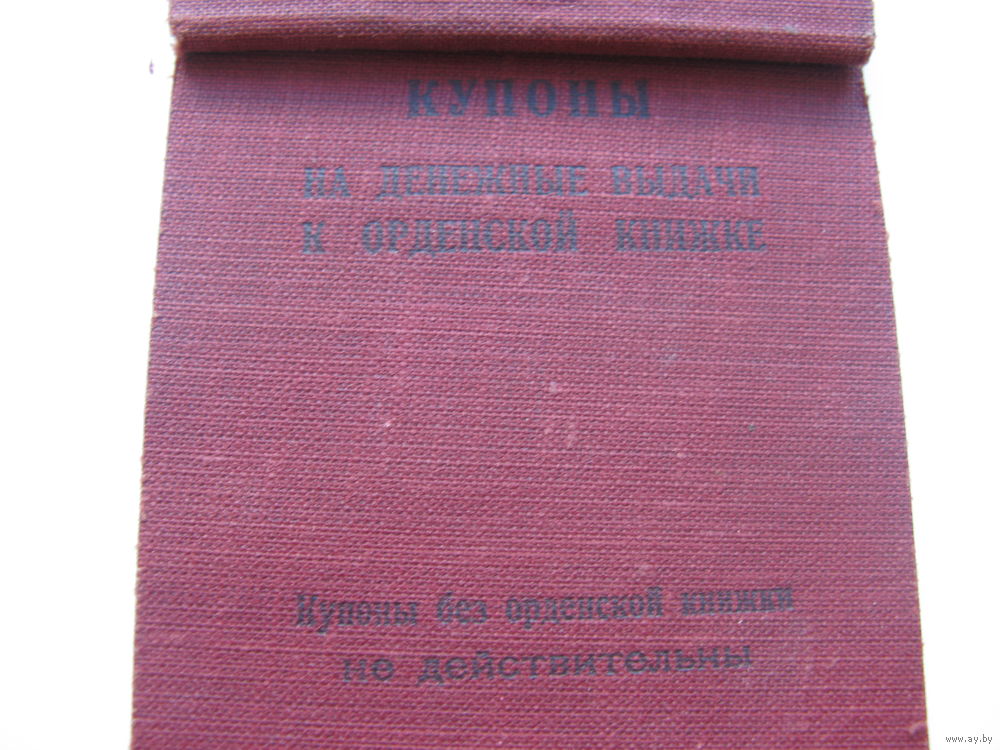 КУПОНЫ
НА ДЕНЕЖНЫЕ ВЫДАЧИ
К ОРДЕНСКОЙ КНИЖКЕ
Купоны без орденской книжки
не действительны
www.ay.by